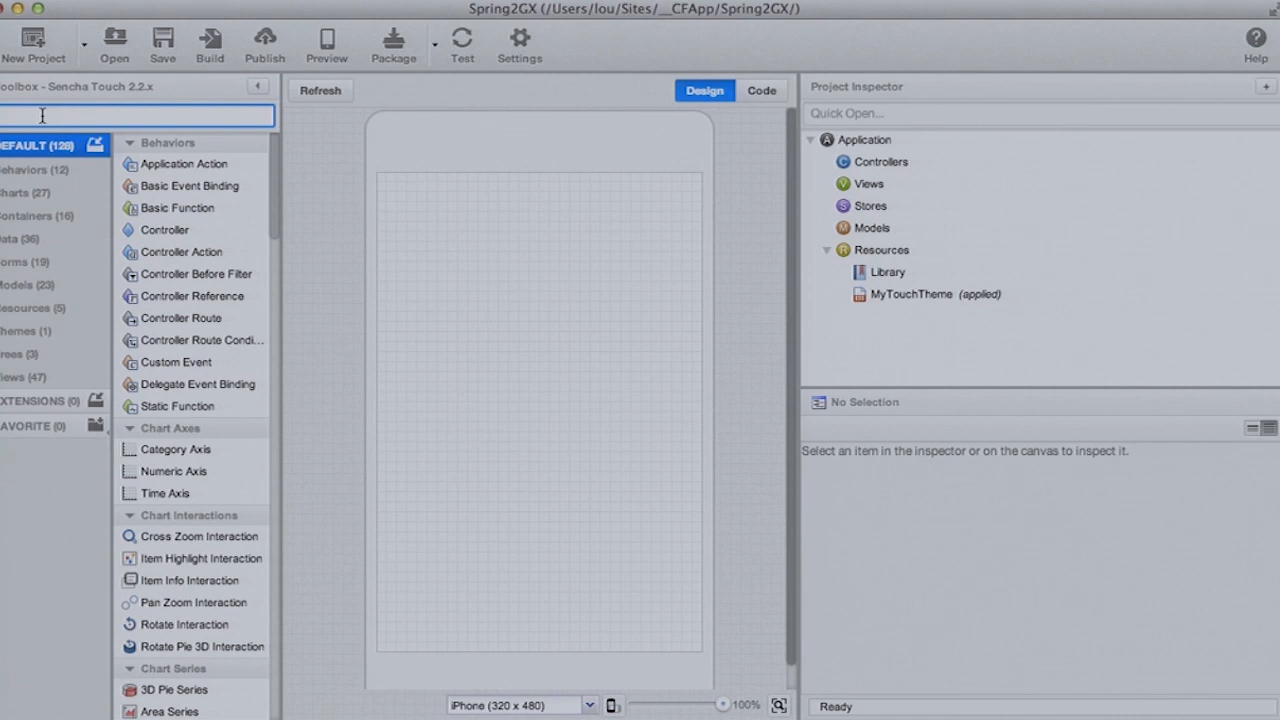 Spring2GX (/Users/lou/Sites/__CFApp/Spring2GX/)
New Project
Open
Save
Build
Publish
Preview
Package
Test
Settings
Help
oolbox - Sencha Touch 2.2.x
DEFAULT (128)
ehaviors (12)
harts (27)
ontainers (16)
ata (36)
orms (19)
odels (23)
esources (5)
hemes (1)
rees (3)
iews (47)
EXTENSIONS (0)
AVORITE (0)
Behaviors
Application Action
Basic Event Binding
Basic Function
Controller
Controller Action
Controller Before Filter
Controller Reference
Controller Route
Controller Route Condi...
Custom Event
Delegate Event Binding
Static Function
Chart Axes
Category Axis
Numeric Axis
Time Axis
Chart Interactions
Cross Zoom Interaction
Item Highlight Interaction
Item Info Interaction
Pan Zoom Interaction
Rotate Interaction
Rotate Pie 3D Interaction
Chart Series
3D Pie Series
Area Series
Refresh
Design
Code
iPhone (320 x 480)
100%
Project Inspector
Quick Open...
Application
Controllers
Views
Stores
Models
Resources
Library
MyTouchTheme (applied)
No Selection
Select an item in the inspector or on the canvas to inspect it.
Ready